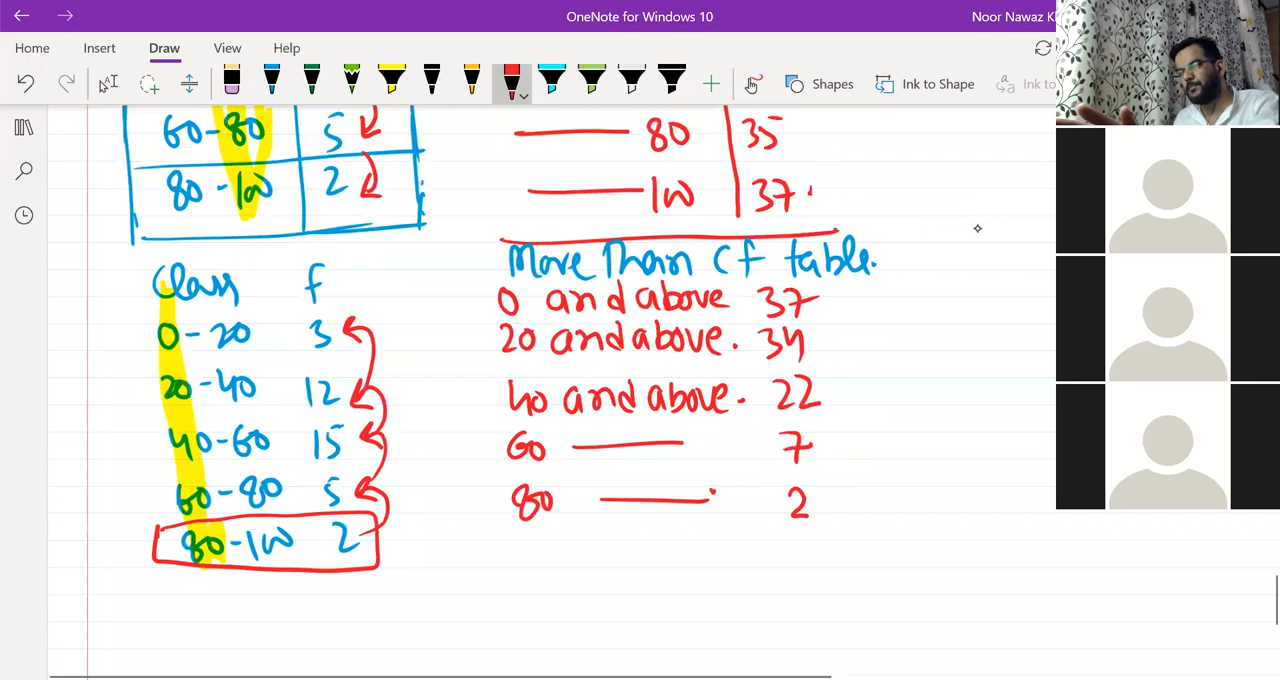 OneNote for Windows 10
Noor Nawaz K
Home Insert Draw View Help
Shapes Ink to Shape Ink to
60-80 5
80-100 2
80 35
100 37
More Than cf table.
Class f
0 and above 37
0-20 3
20 and above. 34
20-40 12
40 and above. 22
40-60 15
60 7
60-80 5
80 2
80-100 2